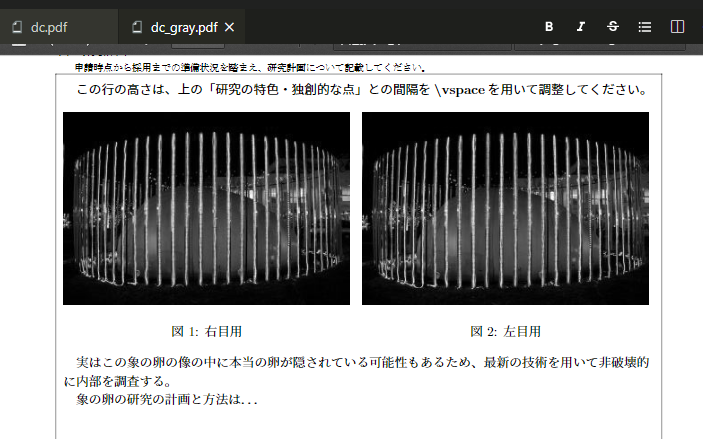 dc.pdf
dc_gray.pdf
B I S
申請時点から採用までの準備状況を踏まえ、研究計画について記載してください。
この行の高さは、上の「研究の特色・独創的な点」との間隔を \vspace を用いて調整してください。
図 1: 右目用
図 2: 左目用
実はこの象の卵の像の中に本当の卵が隠されている可能性もあるため、最新の技術を用いて非破壊的
に内部を調査する。
象の卵の研究の計画と方法は...